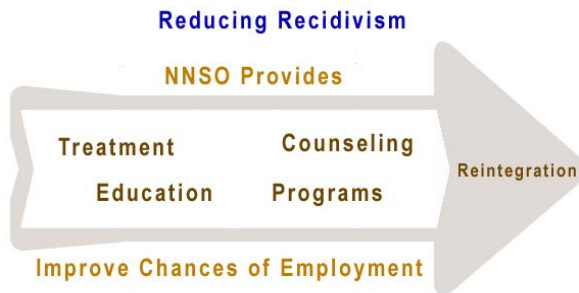 Reducing Recidivism
NNSO Provides
Treatment Counseling
Education Programs
Reintegration
Improve Chances of Employment